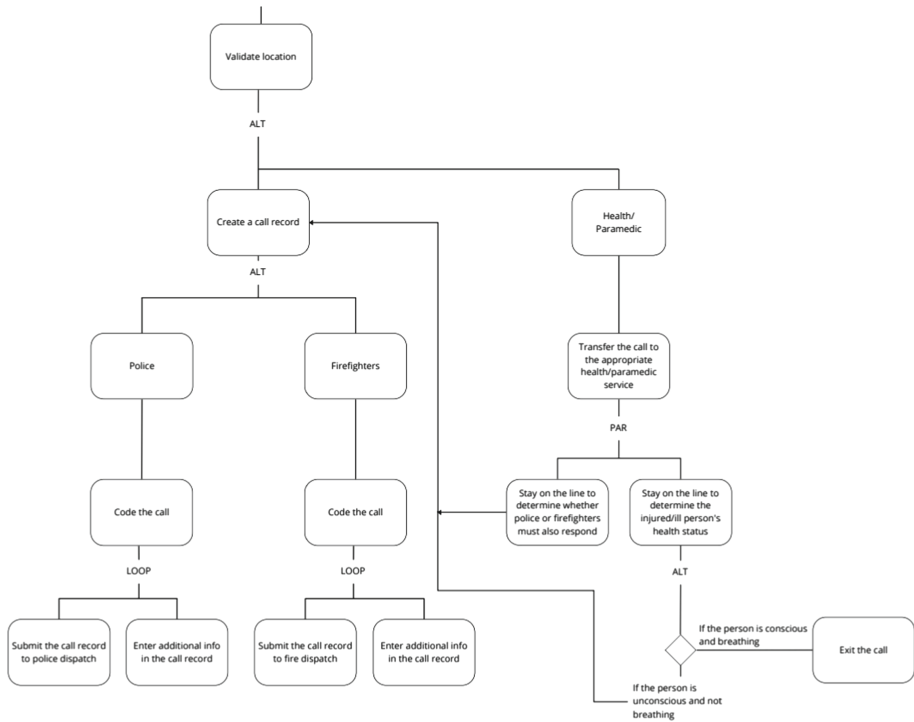 Validate location
ALT
Create a call record
Health/
Paramedic
ALT
Police
Firefighters
Transfer the call to
the appropriate
health/paramedic
service
PAR
Code the call
Code the call
Stay on the line to
determine whether
police or firefighters
must also respond
Stay on the line to
determine the
injured/ill person's
health status
LOOP
LOOP
ALT
Submit the call record
to police dispatch
Enter additional info
in the call record
Submit the call record
to fire dispatch
Enter additional info
in the call record
If the person is conscious
and breathing
Exit the call
If the person is
unconscious and not
breathing